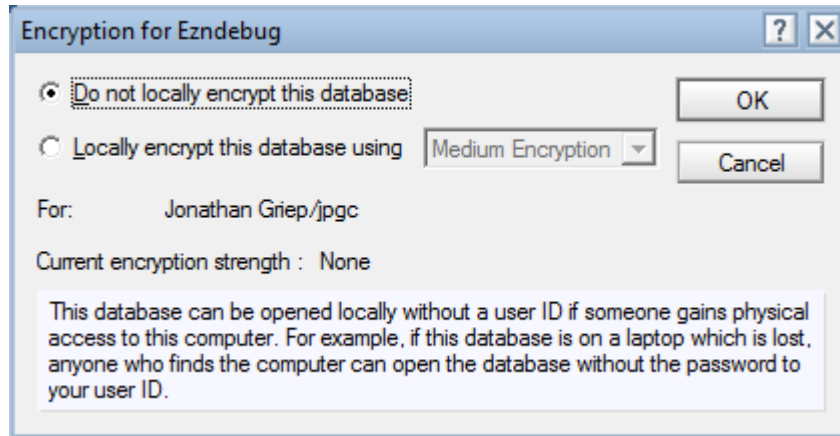 Encryption for Ezndebug
Do not locally encrypt this database
OK
Locally encrypt this database using Medium Encryption
Cancel
For: Jonathan Griep/jpgc
Current encryption strength : None
This database can be opened locally without a user ID if someone gains physical
access to this computer. For example, if this database is on a laptop which is lost,
anyone who finds the computer can open the database without the password to
your user ID.